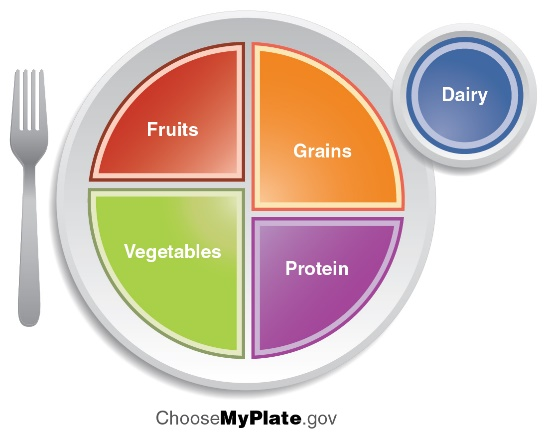 Fruits
Grains
Dairy
Vegetables
Protein
ChooseMyPlate.gov